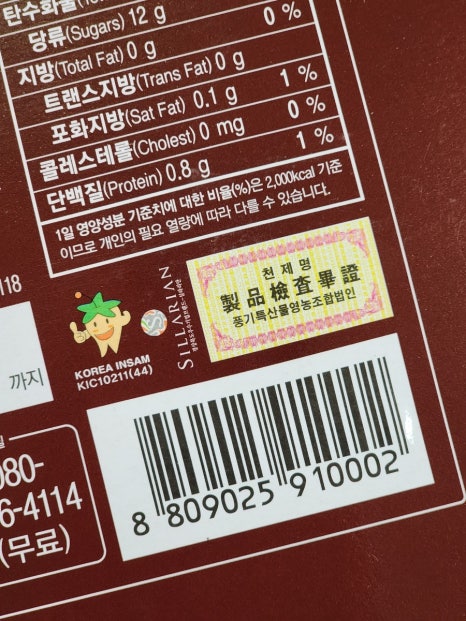 탄수화물
당류(Sugars) 12 g
지방(Total Fat) 0 g 0 %
트랜스지방(Trans Fat) 0 g
포화지방(Sat Fat) 0.1 g 1 %
콜레스테롤(Cholest) 0 mg 0 %
단백질(Protein) 0.8 g 1 %
1일 영양성분 기준치에 대한 비율(%)은 2,000kcal 기준
이므로 개인의 필요 열량에 따라 다를 수 있습니다.
118
까지
KOREA INSAM
KIC10211(44)
SILLARIAN
천제명
製品檢査畢證
풍기특산물영농조합법인
080-
6-4114
(무료)
8 809025 910002